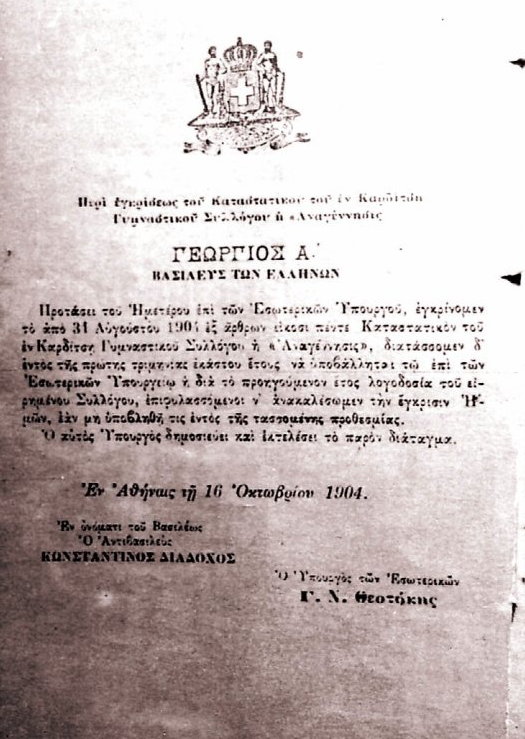 Περὶ ἐγκρίσεως τοῦ Καταστατικοῦ τοῦ ἐν Καρδίτσῃ
Γυμναστικοῦ Συλλόγου ἡ «Ἀναγέννησις
ΓΕΩΡΓΙΟΣ Α΄
ΒΑΣΙΛΕΥΣ ΤΩΝ ΕΛΛΗΝΩΝ
Προτάσει τοῦ Ἡμετέρου ἐπὶ τῶν Ἐσωτερικῶν Ὑπουργοῦ, ἐγκρίνομεν
τὸ ἀπὸ 31 Αὐγούστου 1904 ἐξ ἄρθρων εἴκοσι πέντε Καταστατικὸν τοῦ
ἐν Καρδίτσῃ Γυμναστικοῦ Συλλόγου ἡ «Ἀναγέννησις», διατάσσομεν δ᾽
ἐντὸς τῆς πρώτης τριμηνίας ἑκάστου ἔτους νὰ ὑποβάλληται τῷ ἐπὶ τῶν
Ἐσωτερικῶν Ὑπουργείῳ ἡ διὰ τὸ προηγούμενον ἔτος λογοδοσία τοῦ εἰ-
ρημένου Συλλόγου, ἐπιφυλασσόμενοι ν᾽ ἀνακαλέσωμεν τὴν ἔγκρισιν Ἡ-
μῶν, ἐὰν μὴ ὑποβληθῇ τις ἐντὸς τῆς τασσομένης προθεσμίας.
Ὁ αὐτὸς Ὑπουργὸς δημοσιεύει καὶ ἐκτελέσει τὸ παρὸν διάταγμα.
Ἐν Ἀθήναις τῇ 16 Ὀκτωβρίου 1904.
Ἐν ὀνόματι τοῦ Βασιλέως
Ὁ Ἀντιβασιλεὺς
ΚΩΝΣΤΑΝΤΙΝΟΣ ΔΙΑΔΟΧΟΣ
Ὁ Ὑπουργὸς τῶν Ἐσωτερικῶν
Γ. Ν. Θεοτόκης